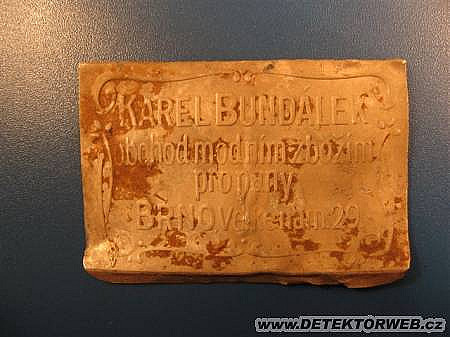 KAREL BUNDÁLEK
obchod módním zbožím
pro pány
BRNO Velké nám. 29
WWW.DETEKTORWEB.CZ